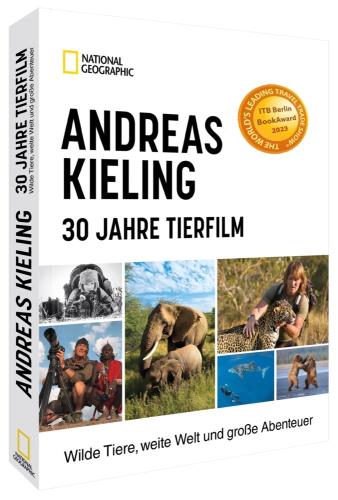 NATIONAL
GEOGRAPHIC
ANDREAS
KIELING
30 JAHRE TIERFILM
THE WORLD'S LEADING TRAVEL TRADE SHOW®
ITB Berlin
BookAward
2023
Wilde Tiere, weite Welt und große Abenteuer
ANDREAS KIELING
30 JAHRE TIERFILM
Wilde Tiere, weite Welt und große Abenteuer
NATIONAL
GEOGRAPHIC